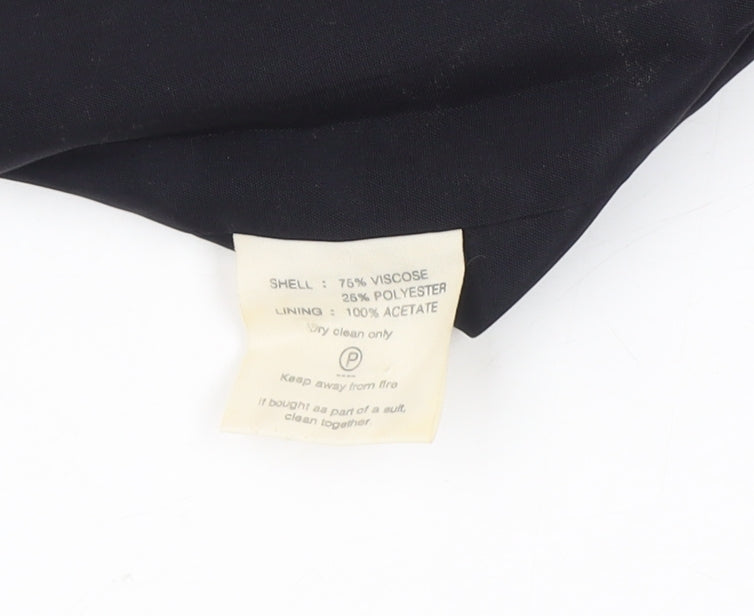 SHELL : 75% VISCOSE
25% POLYESTER
LINING : 100% ACETATE
Dry clean only
P
Keep away from fire
If bought as part of a suit,
clean together.